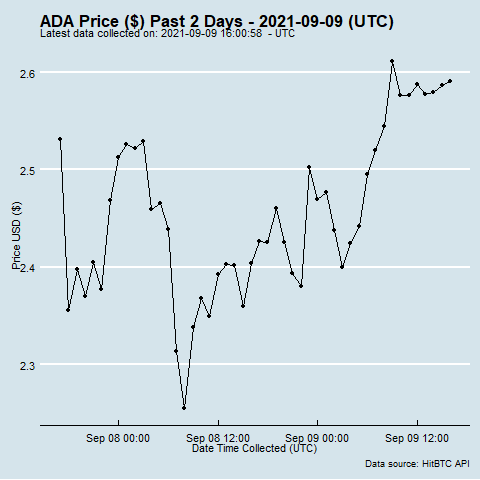 ADA Price ($) Past 2 Days - 2021-09-09 (UTC)
Latest data collected on: 2021-09-09 16:00:58 - UTC
2.6
2.5
2.4
2.3
Price USD ($)
Sep 08 00:00 Sep 08 12:00 Sep 09 00:00 Sep 09 12:00
Date Time Collected (UTC)
Data source: HitBTC API